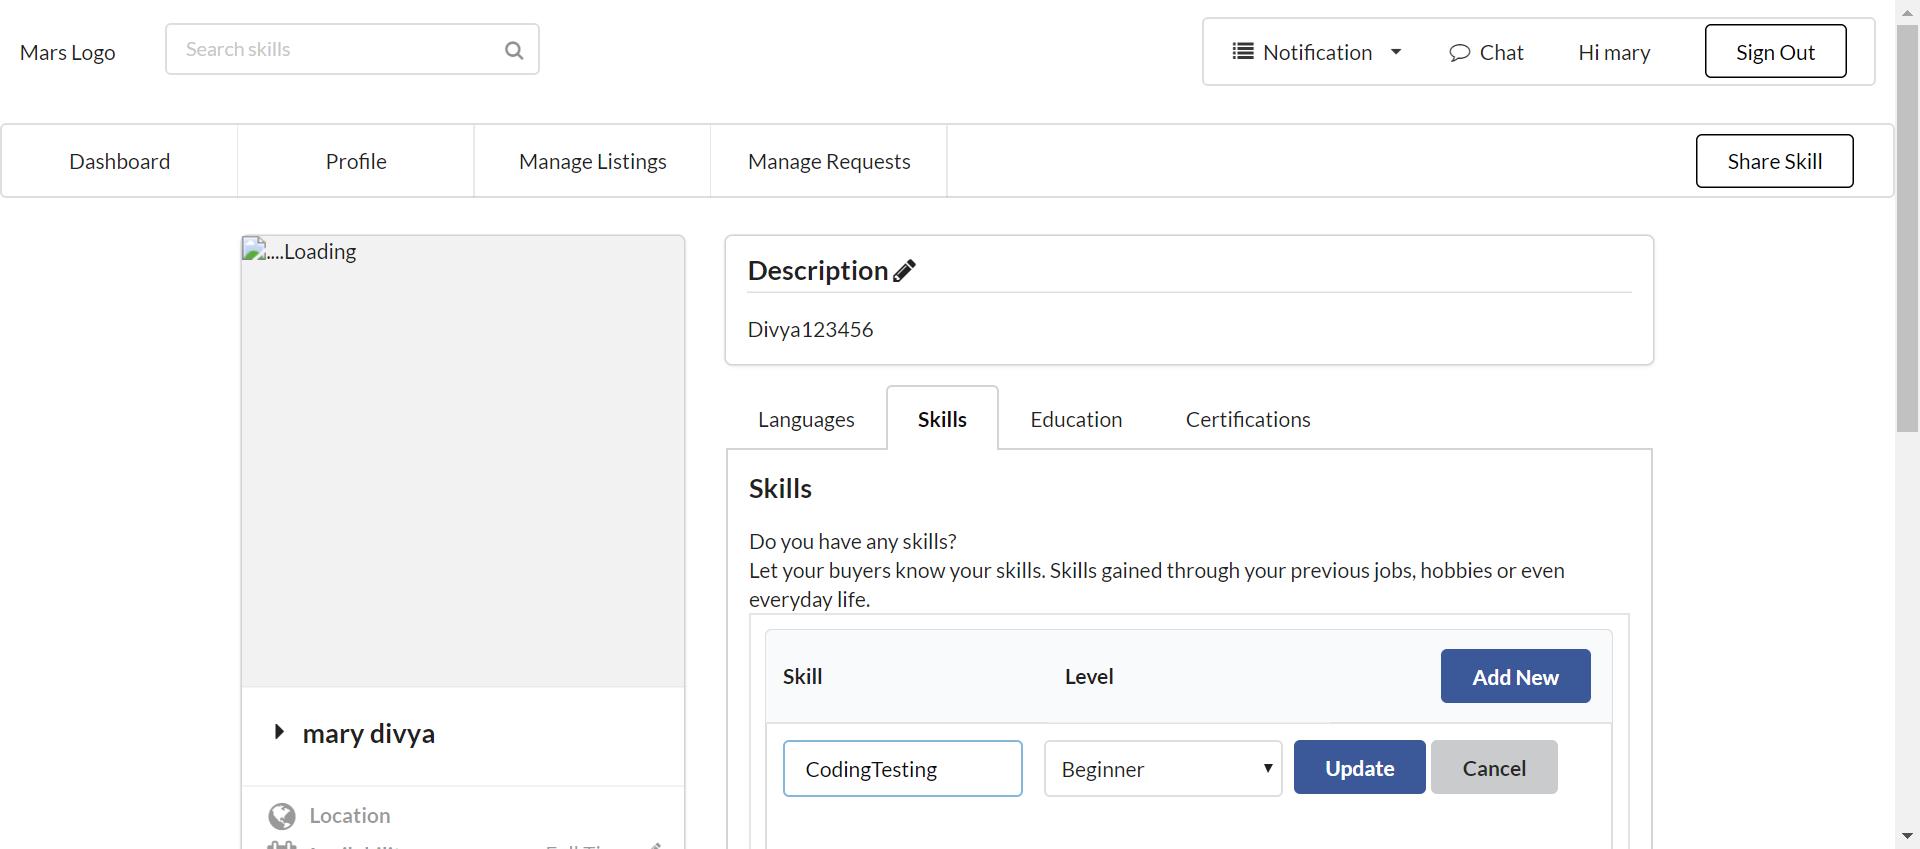 Mars Logo
Search skills
Notification
Chat
Hi mary
Sign Out
Dashboard
Profile
Manage Listings
Manage Requests
Share Skill
....Loading
Description
Divya123456
Languages
Skills
Education
Certifications
Skills
Do you have any skills?
Let your buyers know your skills. Skills gained through your previous jobs, hobbies or even
everyday life.
Skill
Level
Add New
CodingTesting
Beginner
Update
Cancel
mary divya
Location